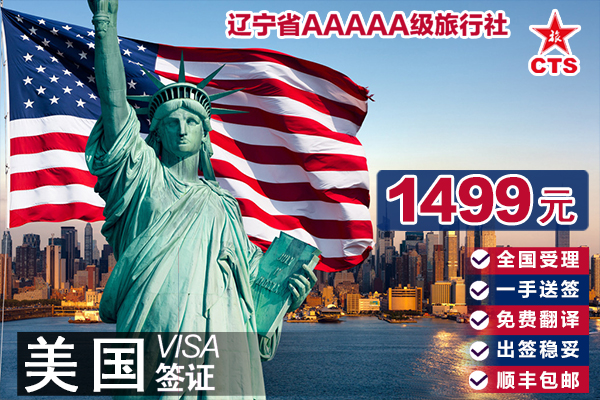 辽宁省AAAAA级旅行社
旅
CTS
1499元
全国受理
一手送签
免费翻译
出签稳妥
顺丰包邮
美国
VISA
签证